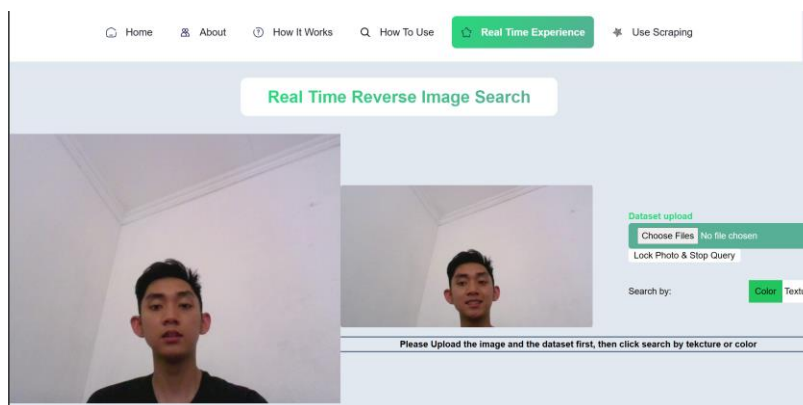 Home About How It Works How To Use Real Time Experience Use Scraping
Real Time Reverse Image Search
Dataset upload
Choose Files No file chosen
Lock Photo & Stop Query
Search by: Color
Please Upload the image and the dataset first, then click search by tekcture or color